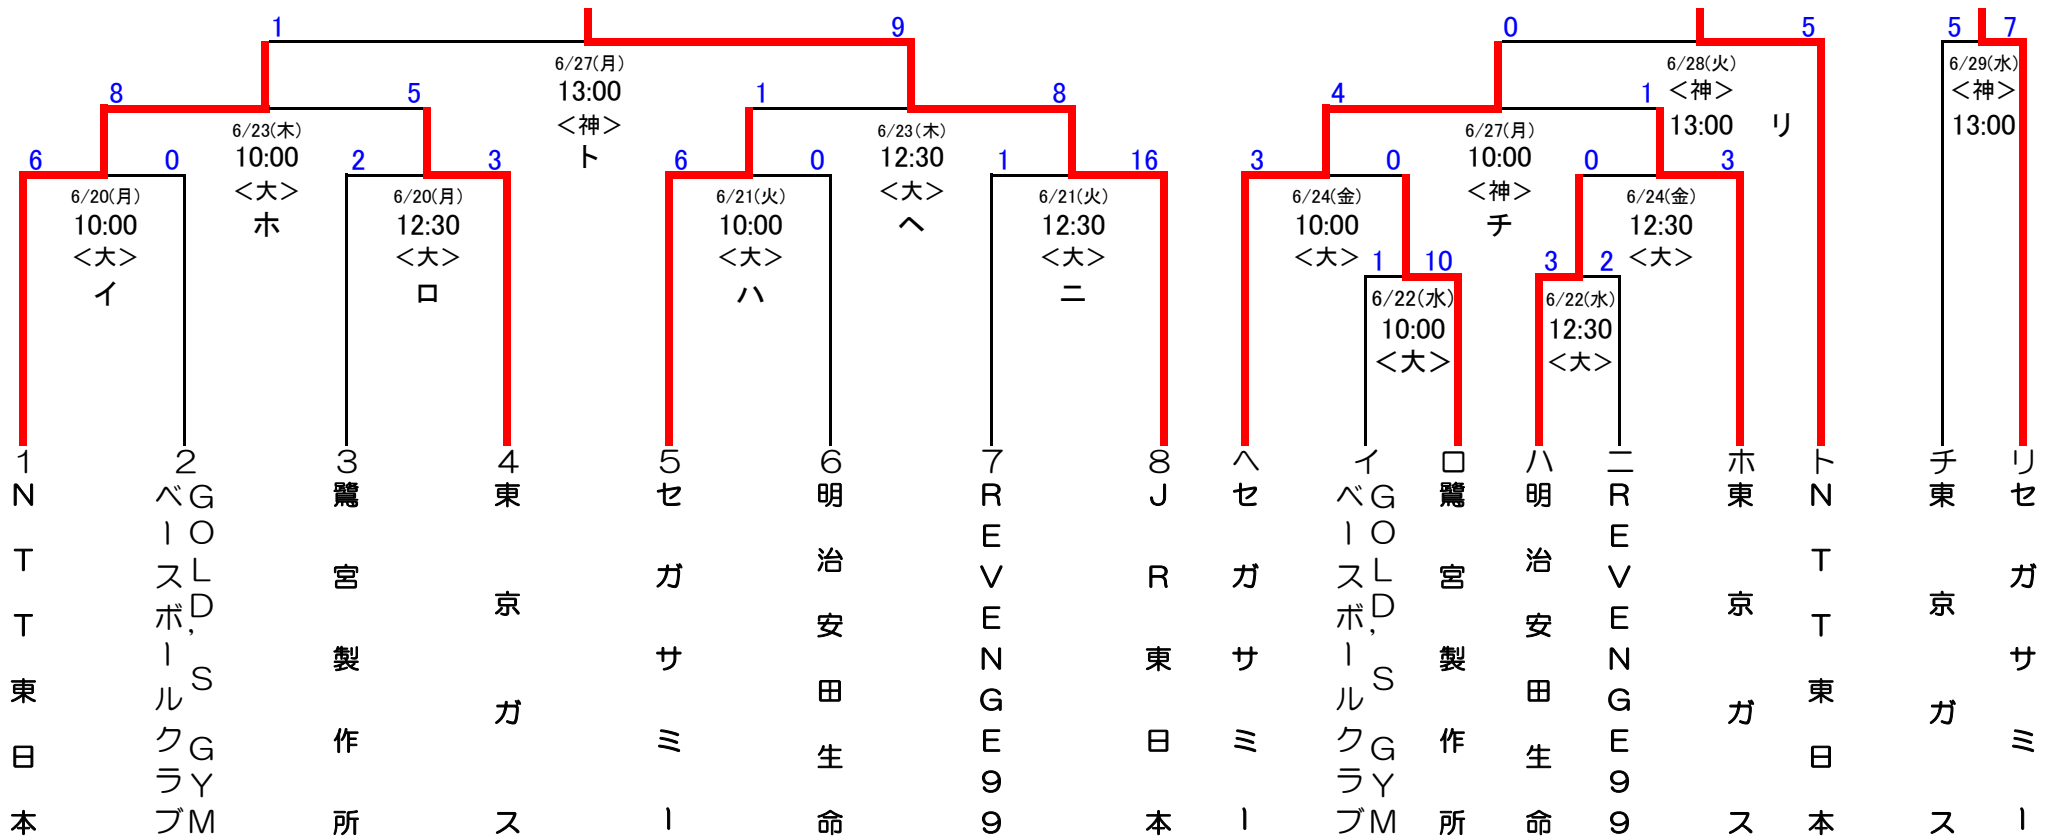 1 9 0 5 5 7
6/27(月) 6/28(火) 6/29(水)
13:00 <神> <神>
8 5 1 8 4 1
<神> 13:00 リ 13:00
6/23(木) 6/23(木) 6/27(月)
10:00 ト 12:30 10:00
6 0 2 3 6 0 1 16 3 0 0 3
<大> <大> <神>
6/20(月) 6/20(月) 6/21(火) 6/21(火) 6/24(金) 6/24(金)
10:00 ホ 12:30 10:00 ヘ 12:30 10:00 チ 12:30
<大> <大> <大> <大> <大> <大>
1 10 3 2
イ ロ ハ ニ
6/22(水) 6/22(水)
10:00 12:30
<大> <大>
1 NTT東日本
2 GOLD,S GYM
ベースボールクラブ
3 鷺宮製作所
4 東京ガス
5 セガサミー
6 明治安田生命
7 REVENGE99
8 JR東日本
ヘ セガサミー
イ GOLD,S GYM
ベースボールクラブ
ロ 鷺宮製作所
ハ 明治安田生命
ニ REVENGE99
ホ 東京ガス
ト NTT東日本
チ 東京ガス
リ セガサミー